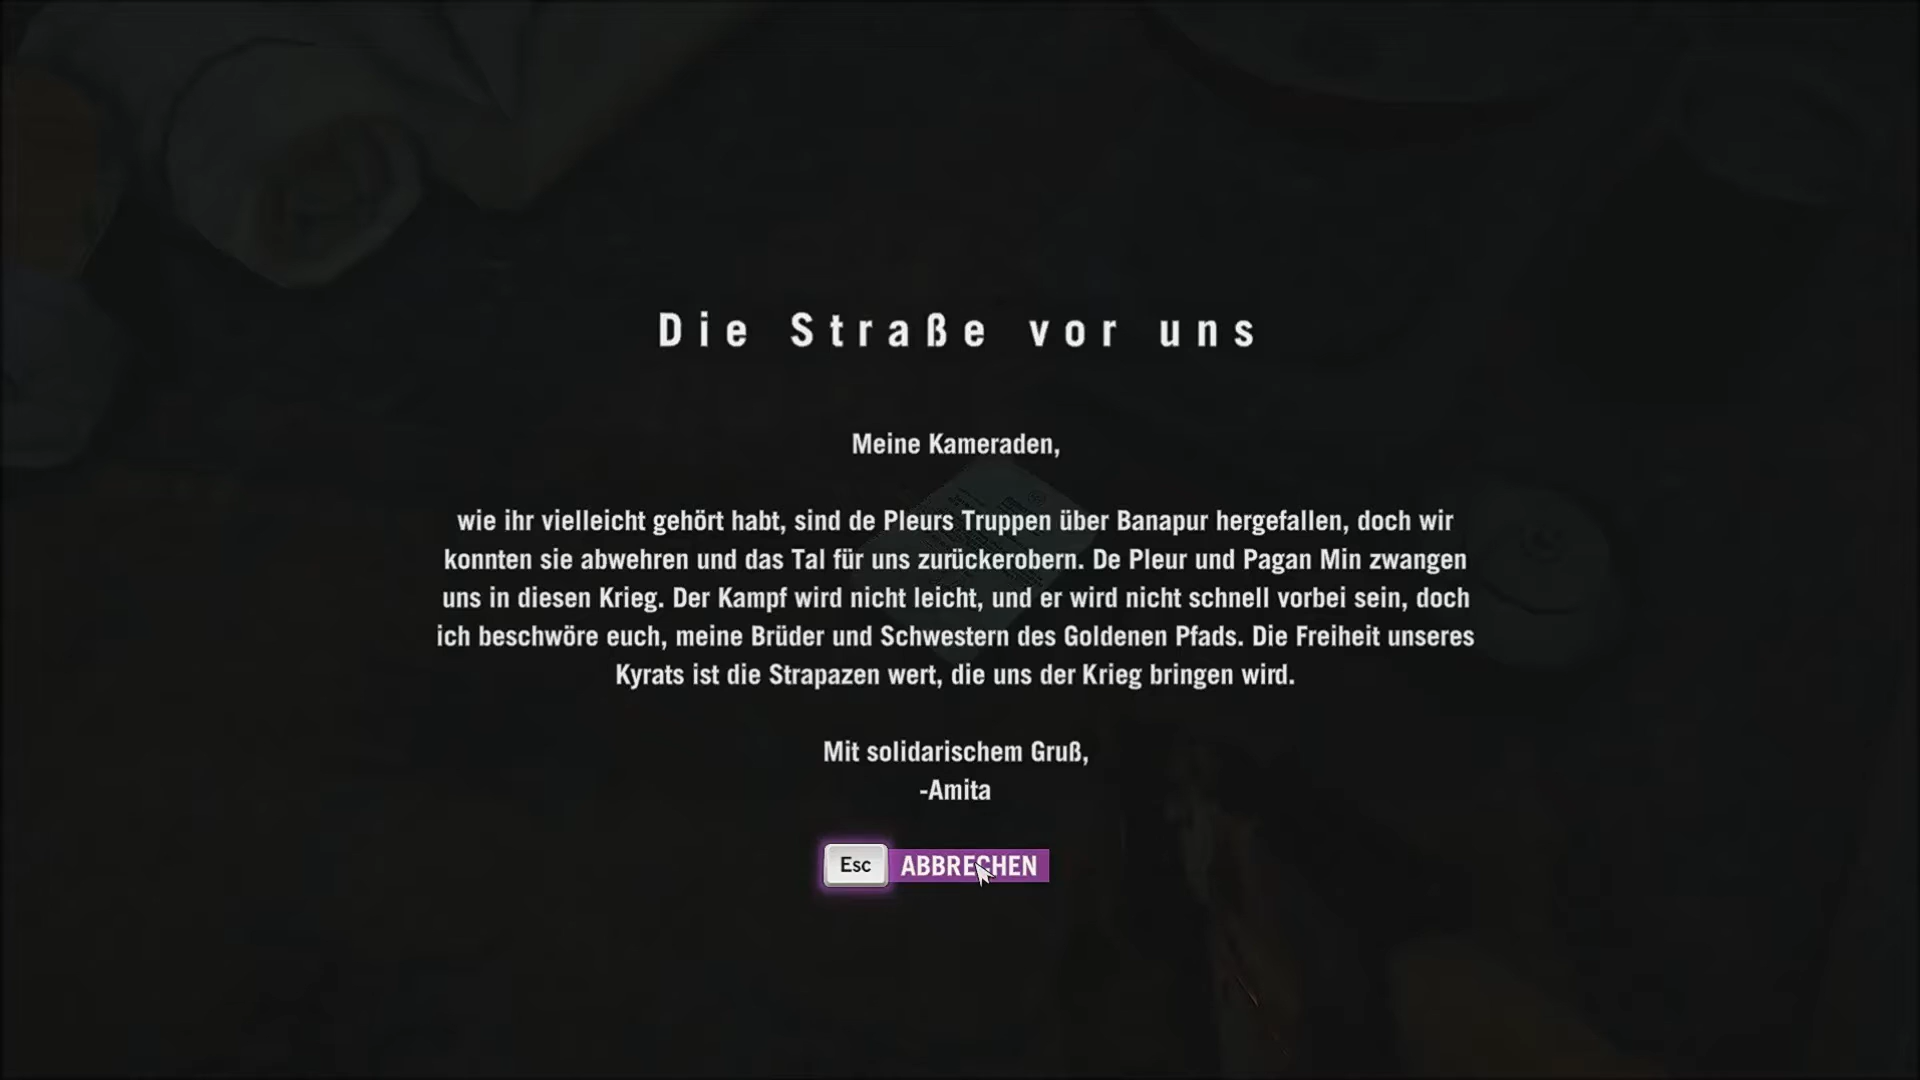 Die Straße vor uns
Meine Kameraden,
wie ihr vielleicht gehört habt, sind de Pleurs Truppen über Banapur hergefallen, doch wir
konnten sie abwehren und das Tal für uns zurückerobern. De Pleur und Pagan Min zwangen
uns in diesen Krieg. Der Kampf wird nicht leicht, und er wird nicht schnell vorbei sein, doch
ich beschwöre euch, meine Brüder und Schwestern des Goldenen Pfads. Die Freiheit unseres
Kyrats ist die Strapazen wert, die uns der Krieg bringen wird.
Mit solidarischem Gruß,
-Amita
Esc ABBRECHEN